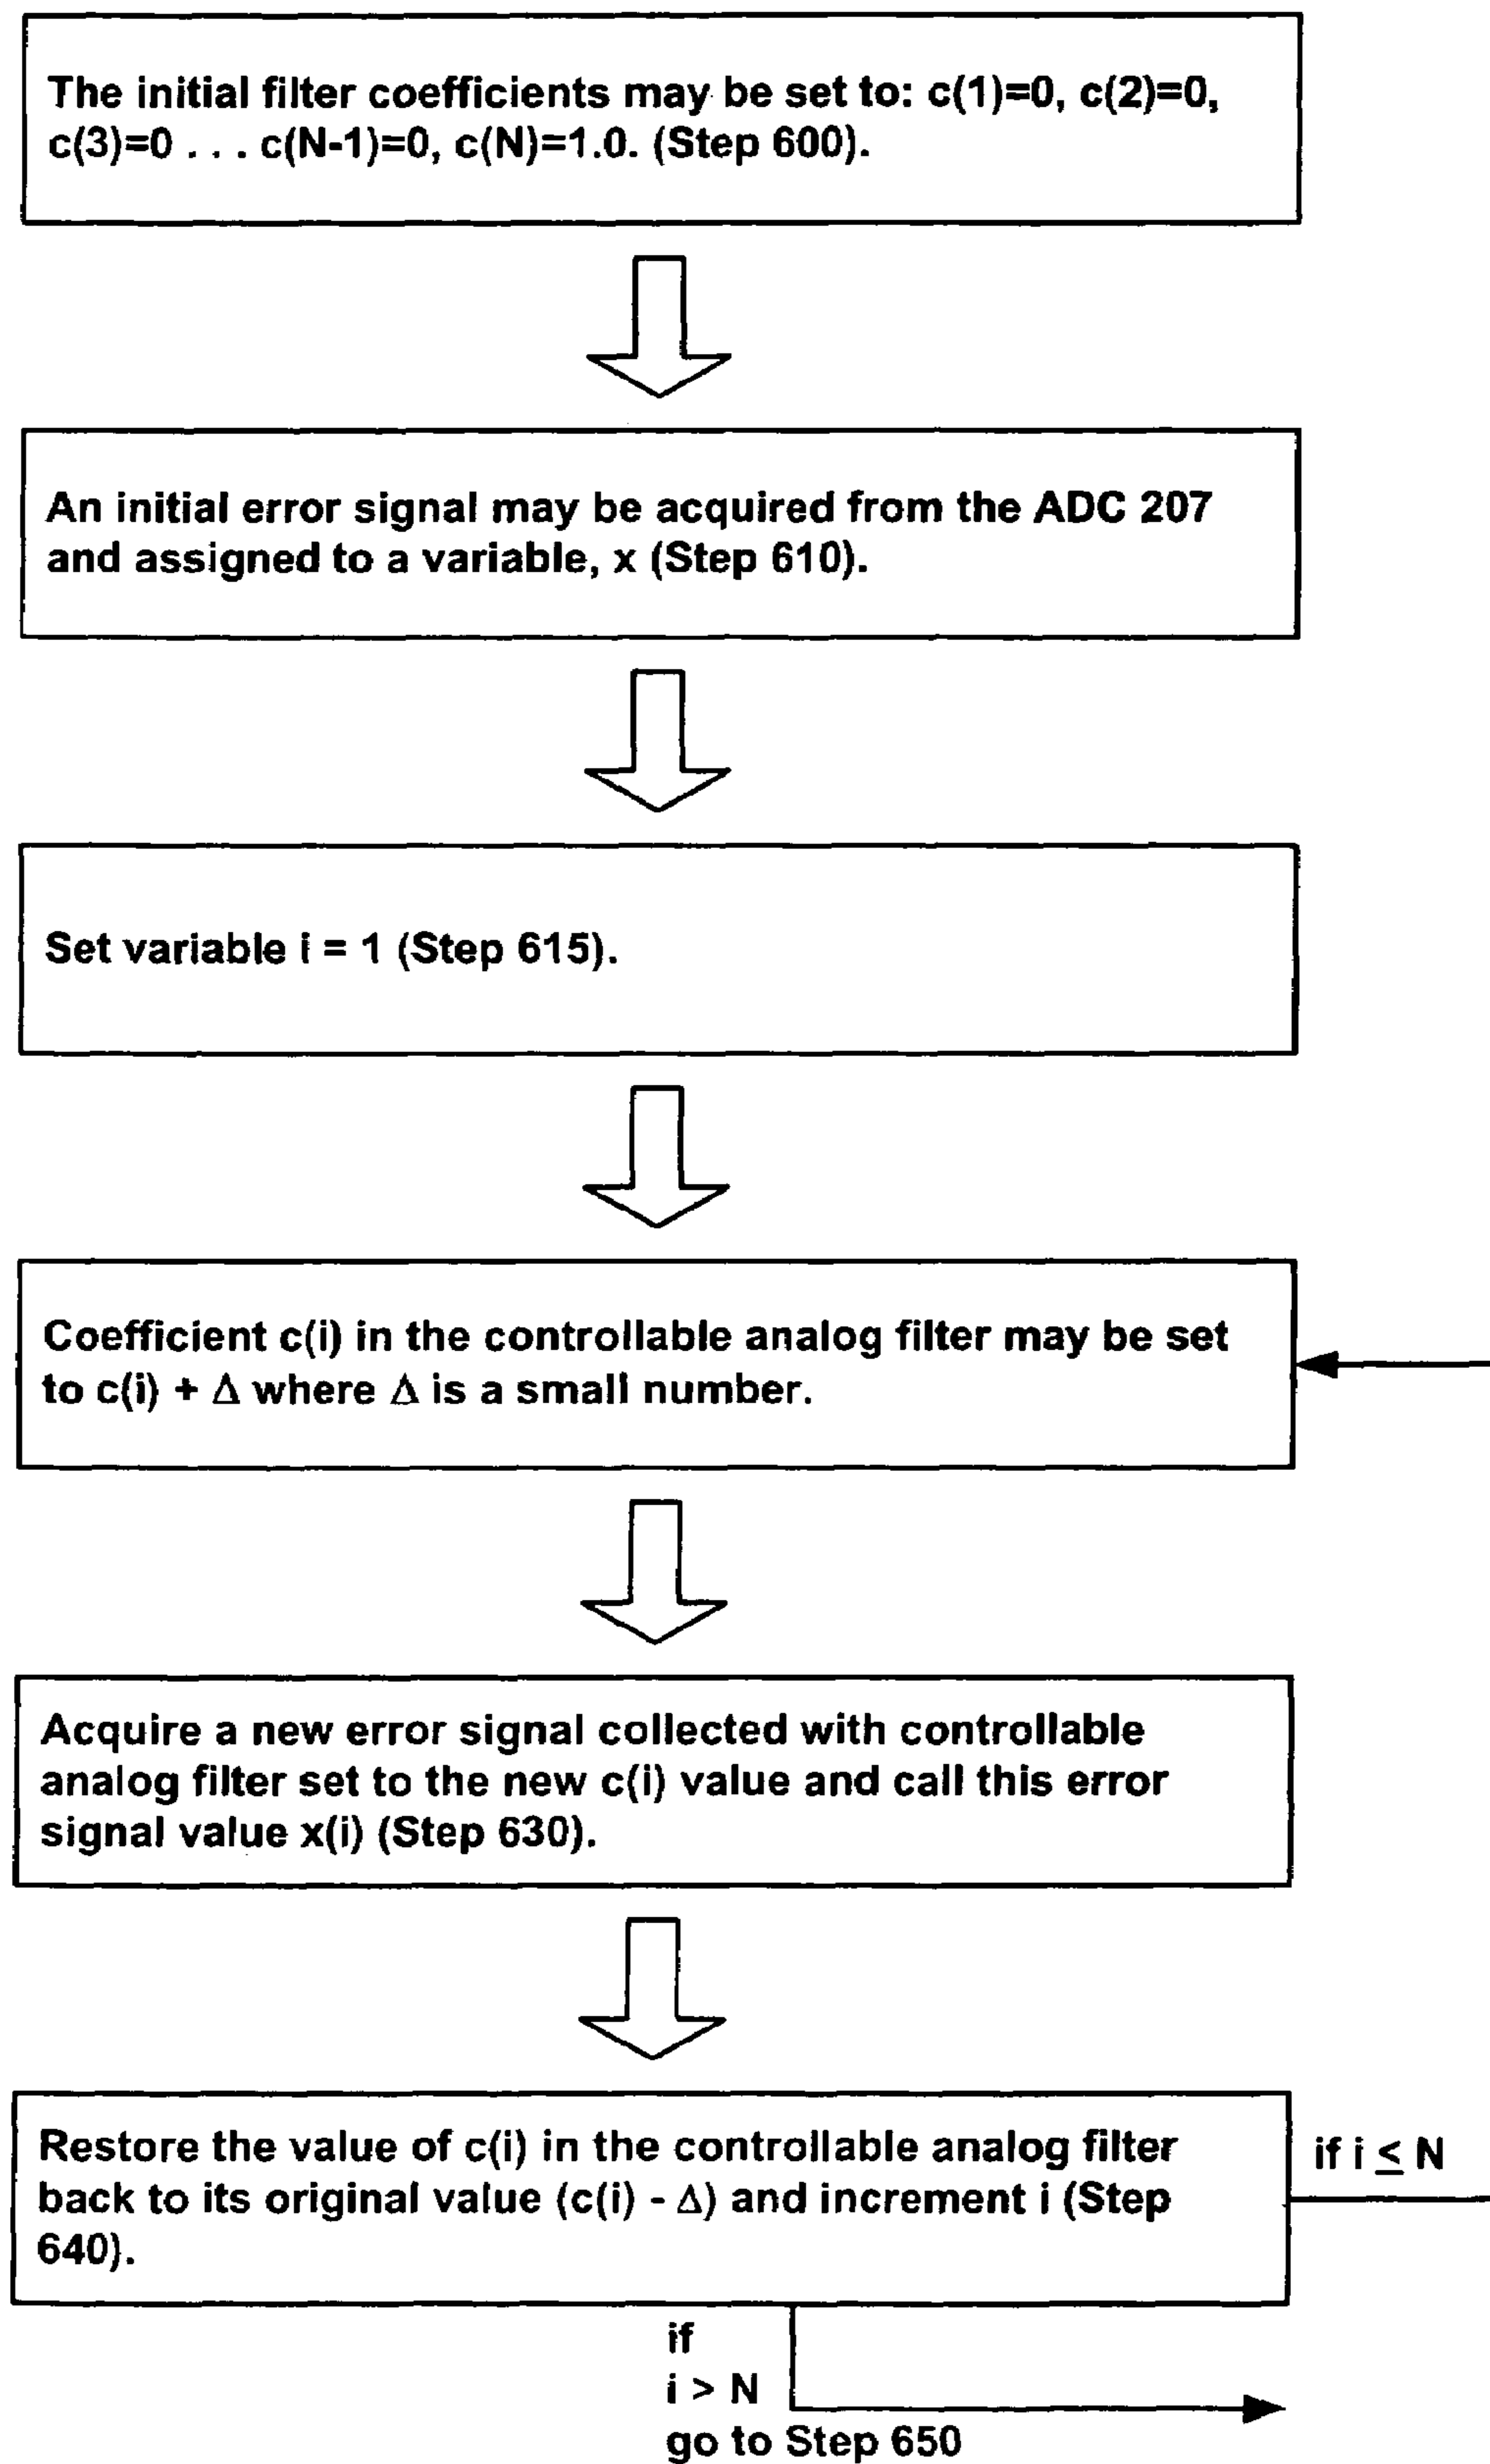 The initial filter coefficients may be set to: c(1)=0, c(2)=0,
c(3)=0 . . . c(N-1)=0, c(N)=1.0. (Step 600).
An initial error signal may be acquired from the ADC 207
and assigned to a variable, x (Step 610).
Set variable i = 1 (Step 615).
Coefficient c(i) in the controllable analog filter may be set
to c(i) + Δ where Δ is a small number.
Acquire a new error signal collected with controllable
analog filter set to the new c(i) value and call this error
signal value x(i) (Step 630).
Restore the value of c(i) in the controllable analog filter
back to its original value (c(i) - Δ) and increment i (Step
640).
if i ≤ N
if
i > N
go to Step 650